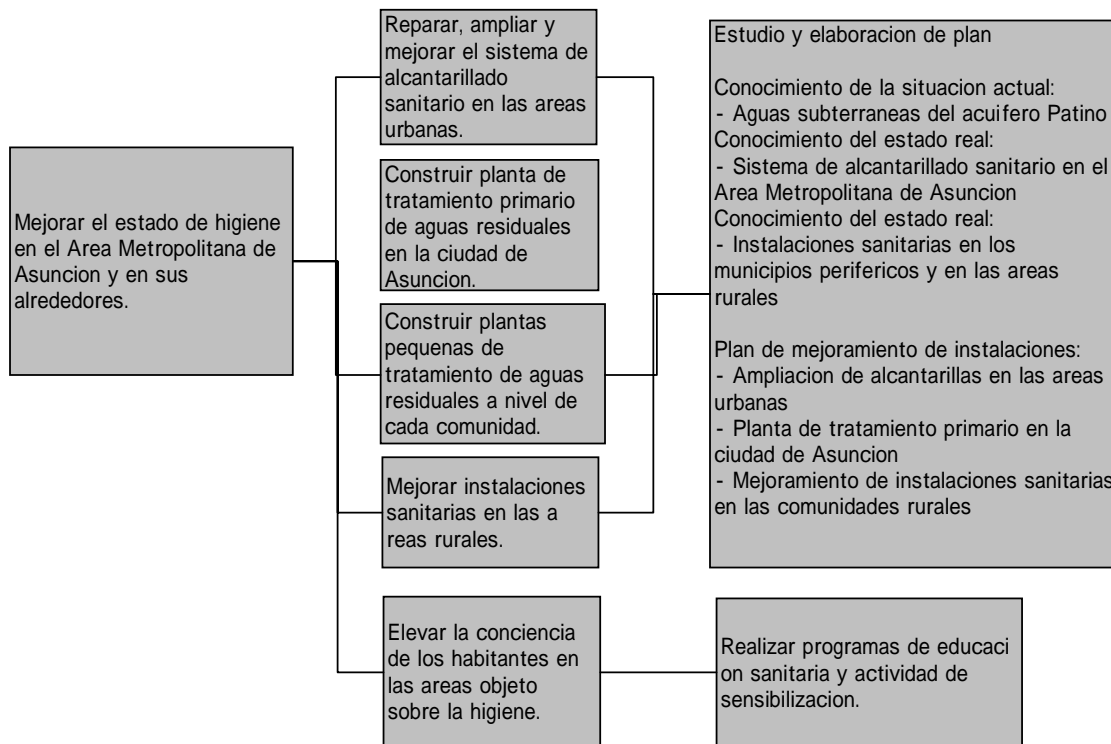 Mejorar el estado de higiene
en el Area Metropolitana de
Asuncion y en sus
alrededores.
Reparar, ampliar y
mejorar el sistema de
alcantarillado
sanitario en las areas
urbanas.
Construir planta de
tratamiento primario
de aguas residuales
en la ciudad de
Asuncion.
Construir plantas
pequenas de
tratamiento de aguas
residuales a nivel de
cada comunidad.
Mejorar instalaciones
sanitarias en las a
reas rurales.
Elevar la conciencia
de los habitantes en
las areas objeto
sobre la higiene.
Estudio y elaboracion de plan
Conocimiento de la situacion actual:
- Aguas subterraneas del acuifero Patino
Conocimiento del estado real:
- Sistema de alcantarillado sanitario en el
Area Metropolitana de Asuncion
Conocimiento del estado real:
- Instalaciones sanitarias en los
municipios perifericos y en las areas
rurales
Plan de mejoramiento de instalaciones:
- Ampliacion de alcantarillas en las areas
urbanas
- Planta de tratamiento primario en la
ciudad de Asuncion
- Mejoramiento de instalaciones sanitarias
en las comunidades rurales
Realizar programas de educaci
on sanitaria y actividad de
sensibilizacion.